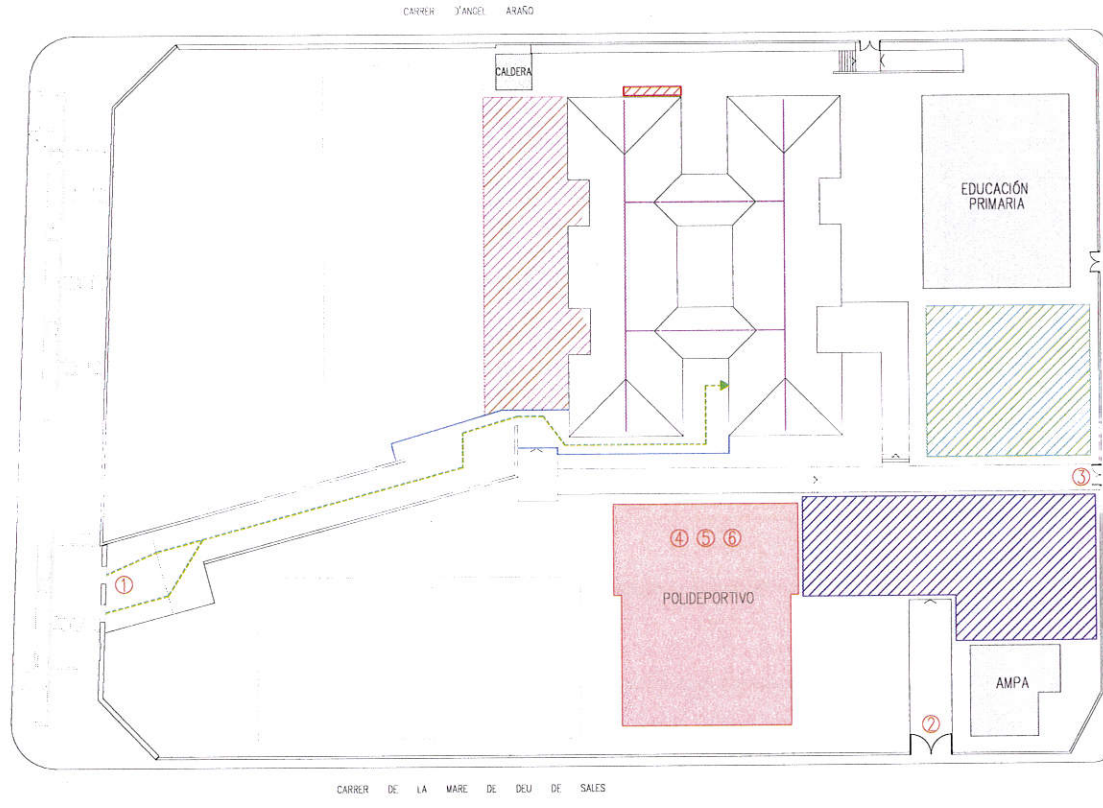 CARRER D'ANGEL ARAÑO
CALDERA
EDUCACIÓN
PRIMARIA
③
④ ⑤ ⑥
①
POLIDEPORTIVO
AMPA
②
CARRER DE LA MARE DE DEU DE SALES